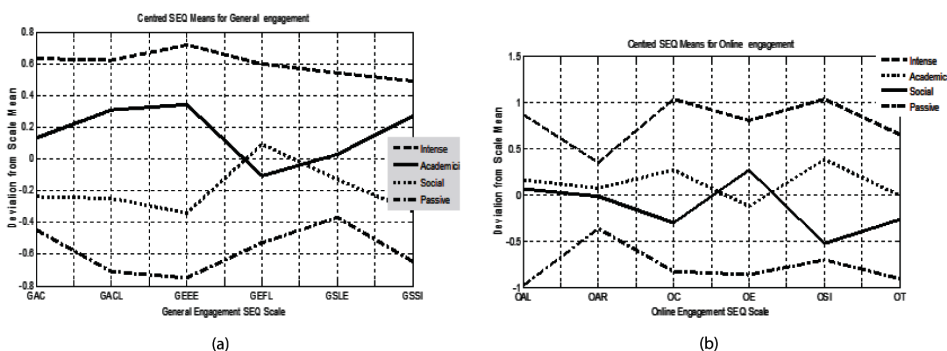 Centred SEQ Means for General engagement
Deviation from Scale Mean
0.8
0.6
0.4
0.2
0
-0.2
-0.4
-0.6
-0.8
GAC GACL GEEE GEFL GSLE GSSI
General Engagement SEQ Scale
Intense
Academici
Social
Passive
(a)
Centred SEQ Means for Online engagement
Deviation from Scale Mean
1.5
1
0.5
0
-0.5
-1
OAL OAR OC OE OSI OT
Online Engagement SEQ Scale
Intense
Academic
Social
Passive
(b)